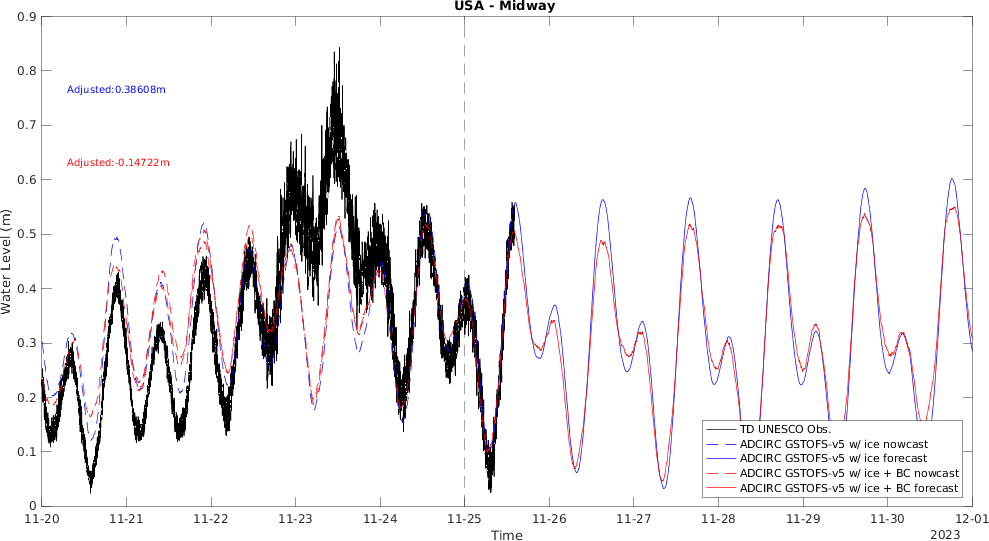 USA - Midway
0.9
0.8
0.7
0.6
0.5
0.4
0.3
0.2
0.1
0
Water Level (m)
Adjusted:0.38608m
Adjusted:-0.14722m
TD UNESCO Obs.
ADCIRC GSTOFS-v5 w/ ice nowcast
ADCIRC GSTOFS-v5 w/ ice forecast
ADCIRC GSTOFS-v5 w/ ice + BC nowcast
ADCIRC GSTOFS-v5 w/ ice + BC forecast
11-20 11-21 11-22 11-23 11-24 11-25 11-26 11-27 11-28 11-29 11-30 12-01
Time
2023